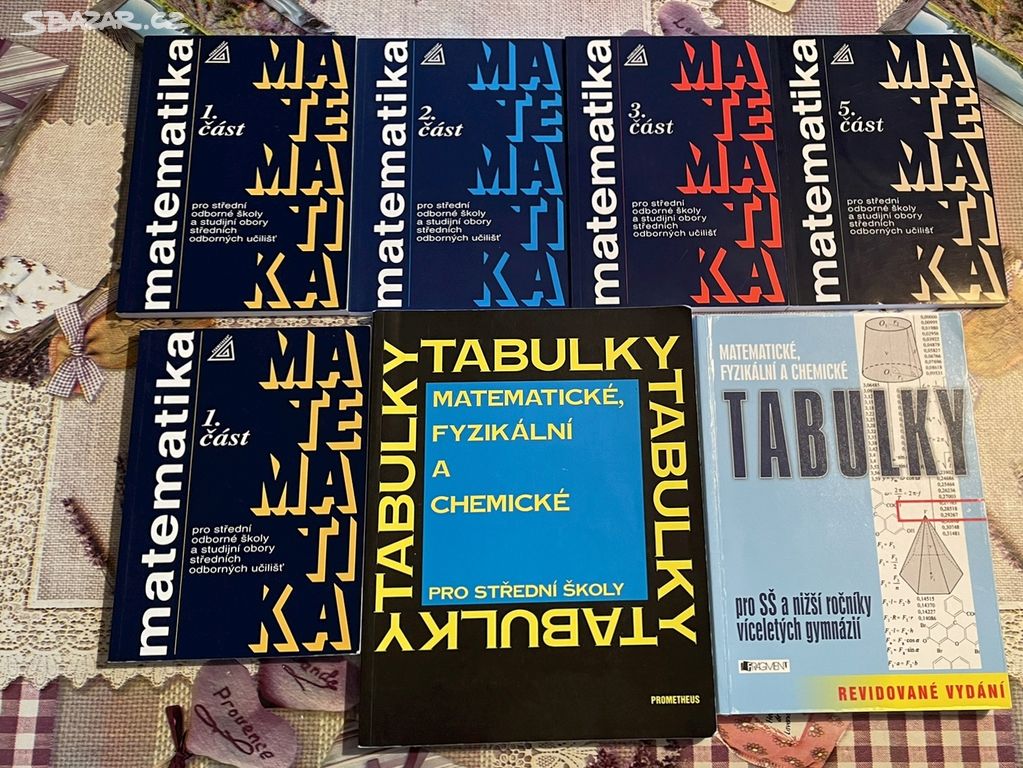 SBAZAR.CZ
matematika
1.
část
MA
TE
MA
TI
KA
pro střední
odborné školy
a studijní obory
středních
odborných učilišť
matematika
2.
část
MA
TE
MA
TI
KA
pro střední
odborné školy
a studijní obory
středních
odborných učilišť
matematika
3.
část
MA
TE
MA
TI
KA
pro střední
odborné školy
a studijní obory
středních
odborných učilišť
matematika
5.
část
MA
TE
MA
TI
KA
pro střední
odborné školy
a studijní obory
středních
odborných učilišť
matematika
1.
část
MA
TE
MA
TI
KA
pro střední
odborné školy
a studijní obory
středních
odborných učilišť
TABULKY
TABULKY
TABULKY
TABULKY
MATEMATICKÉ,
FYZIKÁLNÍ
A
CHEMICKÉ
PRO STŘEDNÍ ŠKOLY
PROMETHEUS
MATEMATICKÉ,
FYZIKÁLNÍ A CHEMICKÉ
TABULKY
pro SŠ a nižší ročníky
víceletých gymnázií
FRAGMENT
REVIDOVANÉ VYDÁNÍ
Provence